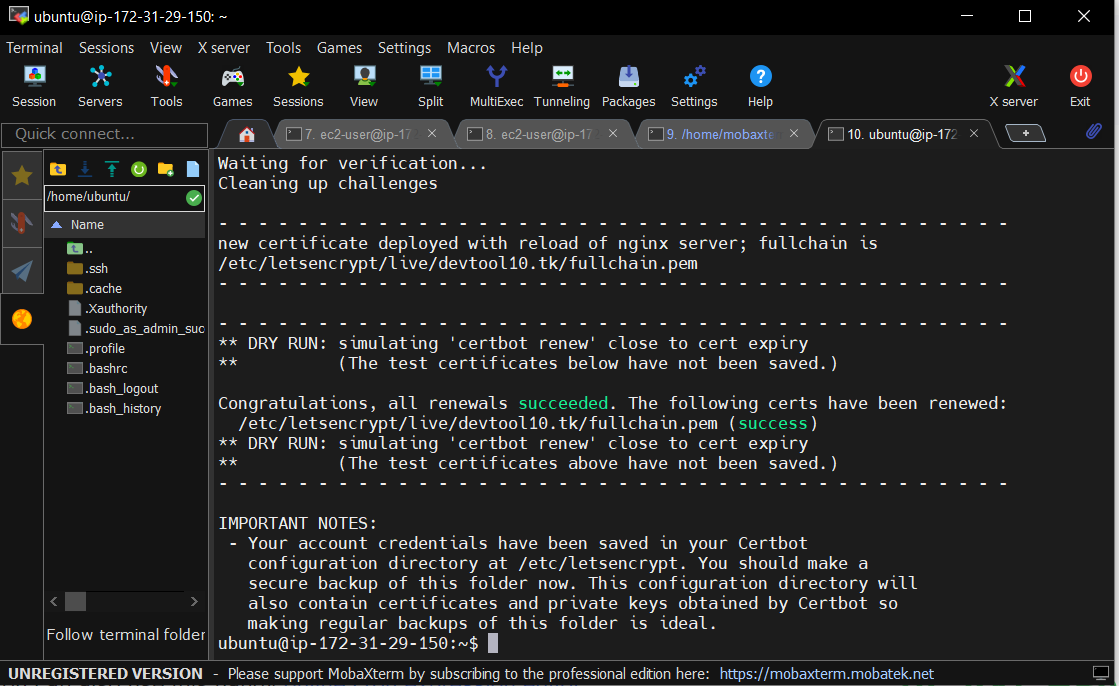 ubuntu@ip-172-31-29-150: ~
Terminal Sessions View X server Tools Games Settings Macros Help
Session Servers Tools Games Sessions View Split MultiExec Tunneling Packages Settings Help X server Exit
Quick connect...
7. ec2-user@ip-17
8. ec2-user@ip-17
9. /home/mobaxte
10. ubuntu@ip-172
/home/ubuntu/
Name
..
.ssh
.cache
.Xauthority
.sudo_as_admin_suc
.profile
.bashrc
.bash_logout
.bash_history
Follow terminal folder
Waiting for verification...
Cleaning up challenges
- - - - - - - - - - - - - - - - - - - - - - - - - - - - - - - - - - - - - - - -
new certificate deployed with reload of nginx server; fullchain is
/etc/letsencrypt/live/devtool10.tk/fullchain.pem
- - - - - - - - - - - - - - - - - - - - - - - - - - - - - - - - - - - - - - - -
- - - - - - - - - - - - - - - - - - - - - - - - - - - - - - - - - - - - - - - -
** DRY RUN: simulating 'certbot renew' close to cert expiry
**          (The test certificates below have not been saved.)
Congratulations, all renewals succeeded. The following certs have been renewed:
  /etc/letsencrypt/live/devtool10.tk/fullchain.pem (success)
** DRY RUN: simulating 'certbot renew' close to cert expiry
**          (The test certificates above have not been saved.)
- - - - - - - - - - - - - - - - - - - - - - - - - - - - - - - - - - - - - - - -
IMPORTANT NOTES:
 - Your account credentials have been saved in your Certbot
   configuration directory at /etc/letsencrypt. You should make a
   secure backup of this folder now. This configuration directory will
   also contain certificates and private keys obtained by Certbot so
   making regular backups of this folder is ideal.
ubuntu@ip-172-31-29-150:~$
UNREGISTERED VERSION - Please support MobaXterm by subscribing to the professional edition here: https://mobaxterm.mobatek.net